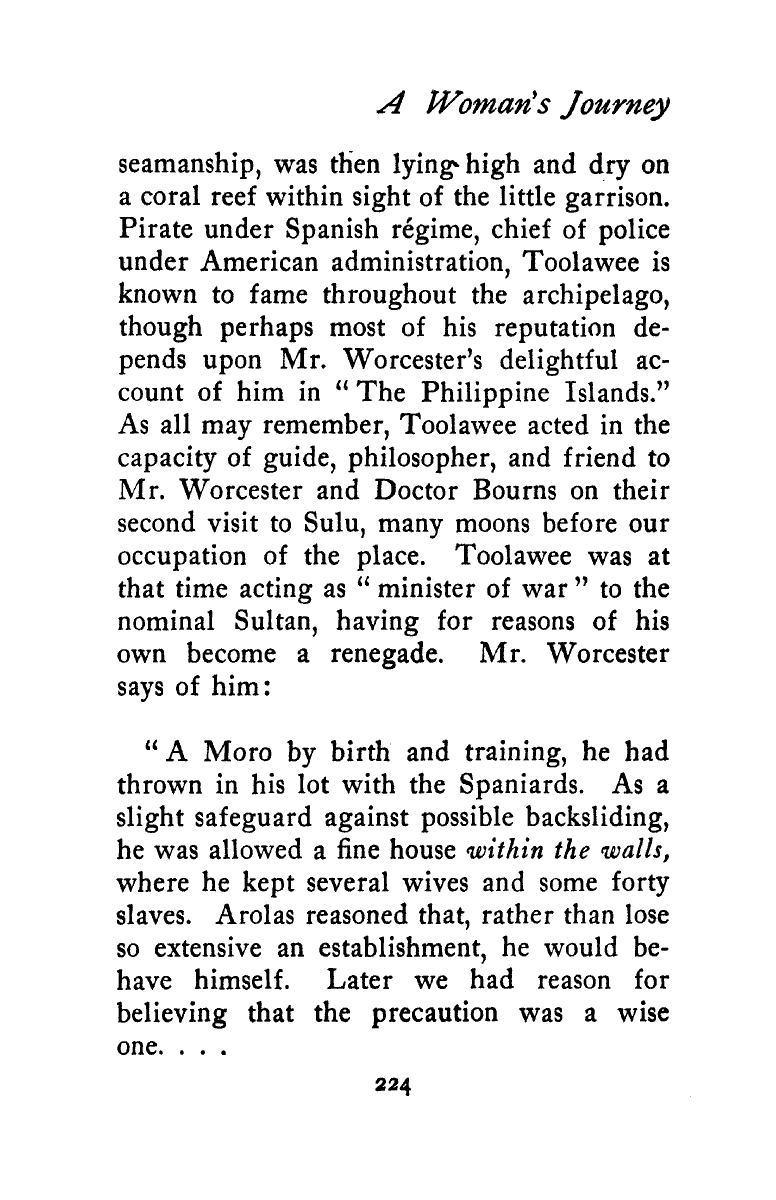 A Woman's Journey
seamanship, was then lying high and dry on
a coral reef within sight of the little garrison.
Pirate under Spanish régime, chief of police
under American administration, Toolawee is
known to fame throughout the archipelago,
though perhaps most of his reputation de-
pends upon Mr. Worcester's delightful ac-
count of him in “ The Philippine Islands.”
As all may remember, Toolawee acted in the
capacity of guide, philosopher, and friend to
Mr. Worcester and Doctor Bourns on their
second visit to Sulu, many moons before our
occupation of the place. Toolawee was at
that time acting as “ minister of war ” to the
nominal Sultan, having for reasons of his
own become a renegade. Mr. Worcester
says of him:
“ A Moro by birth and training, he had
thrown in his lot with the Spaniards. As a
slight safeguard against possible backsliding,
he was allowed a fine house within the walls,
where he kept several wives and some forty
slaves. Arolas reasoned that, rather than lose
so extensive an establishment, he would be-
have himself. Later we had reason for
believing that the precaution was a wise
one. . . .
224